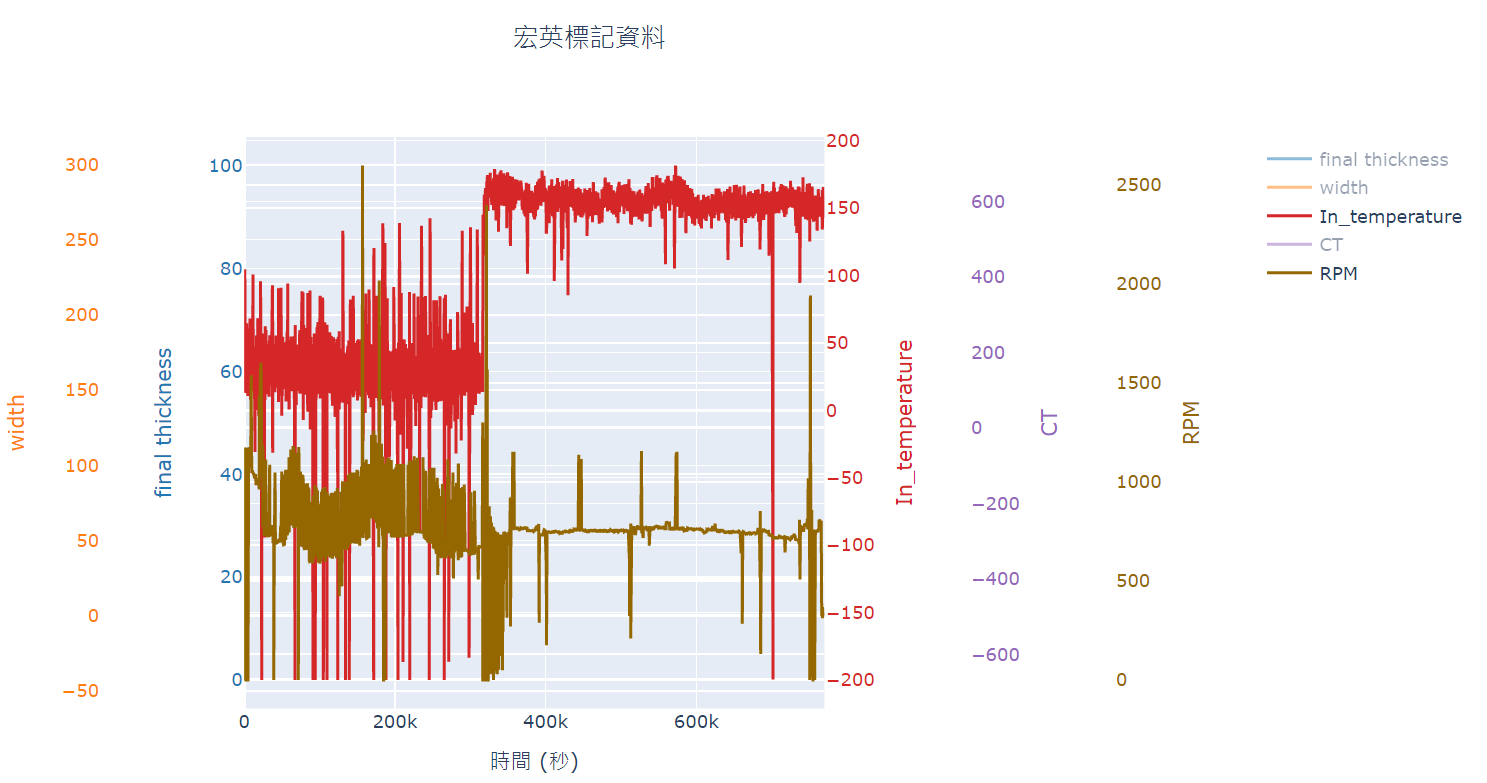 宏英標記資料
width
300
250
200
150
100
50
0
−50
final thickness
100
80
60
40
20
0
In_temperature
200
150
100
50
0
−50
−100
−150
−200
CT
600
400
200
0
−200
−400
−600
RPM
2500
2000
1500
1000
500
0
0
200k
400k
600k
時間 (秒)
final thickness
width
In_temperature
CT
RPM